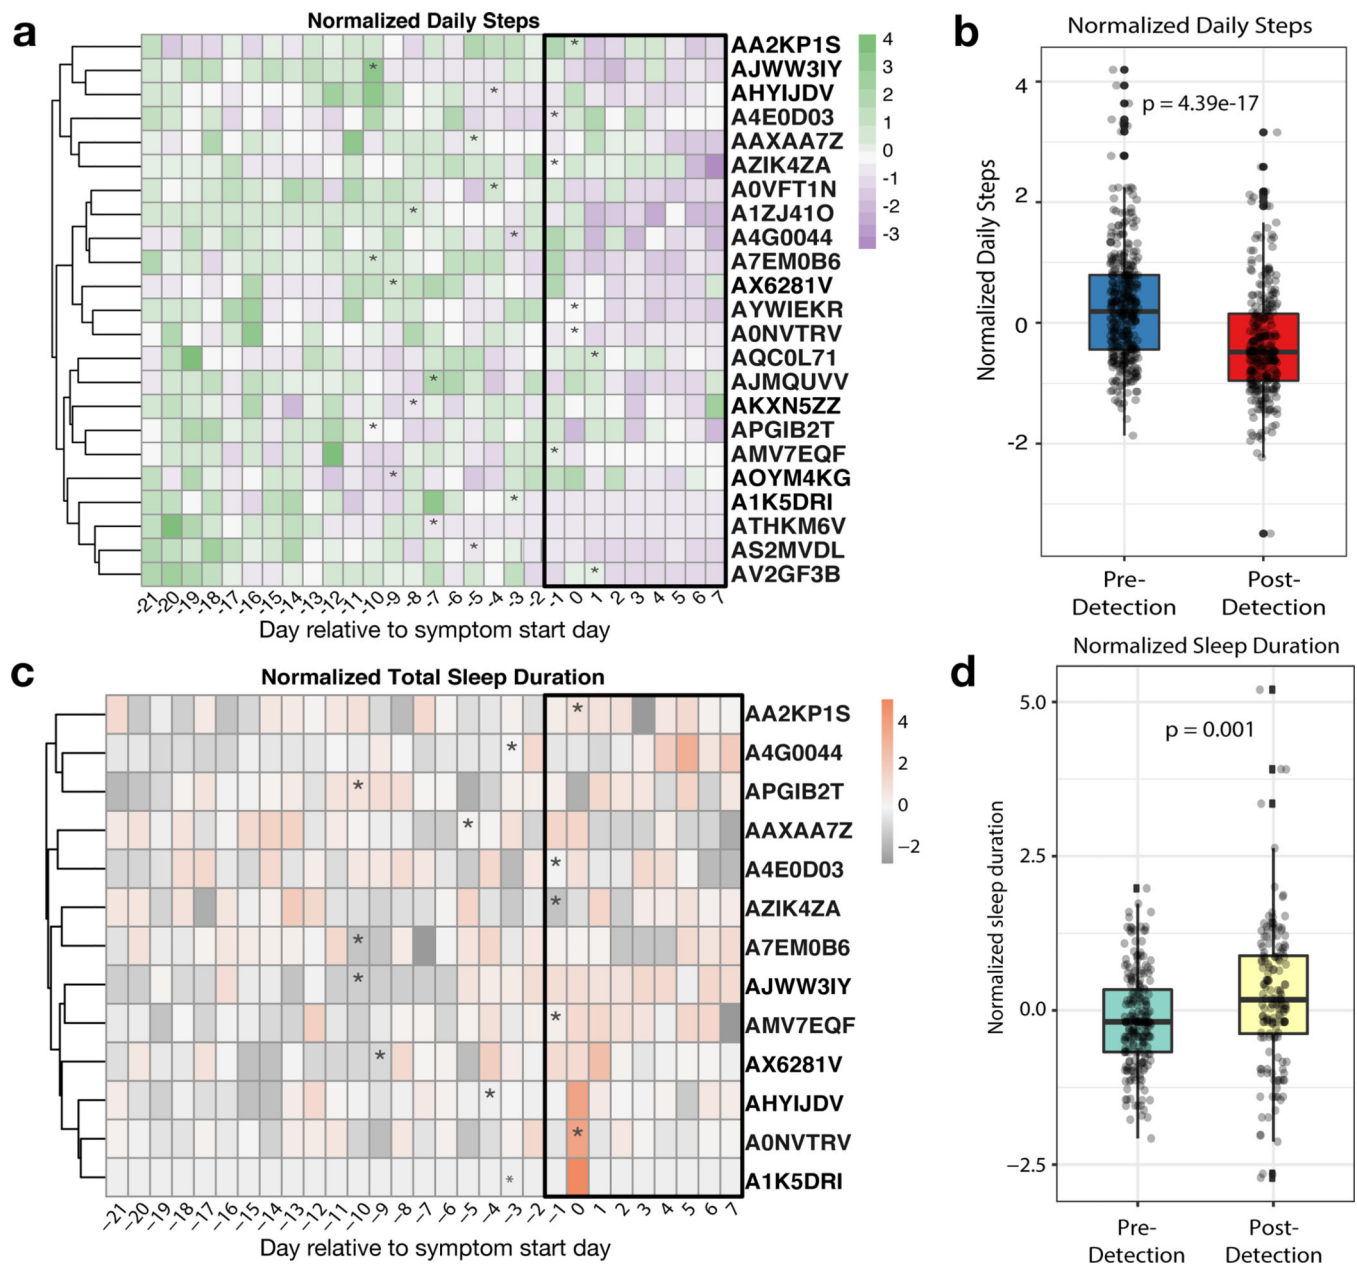 a
Normalized Daily Steps
AA2KP1S
AJWW3IY
AHYIJDV
A4E0D03
AAXAA7Z
AZIK4ZA
A0VFT1N
A1ZJ41O
A4G0044
A7EM0B6
AX6281V
AYWIEKR
A0NVTRV
AQC0L71
AJMQUVV
AKXN5ZZ
APGIB2T
AMV7EQF
AOYM4KG
A1K5DRI
ATHKM6V
AS2MVDL
AV2GF3B
4
3
2
1
0
-1
-2
-3
-21 -20 -19 -18 -17 -16 -15 -14 -13 -12 -11 -10 -9 -8 -7 -6 -5 -4 -3 -2 -1 0 1 2 3 4 5 6 7
Day relative to symptom start day
b
Normalized Daily Steps
p = 4.39e-17
Normalized Daily Steps
4
2
0
-2
Pre-
Detection
Post-
Detection
c
Normalized Total Sleep Duration
AA2KP1S
A4G0044
APGIB2T
AAXAA7Z
A4E0D03
AZIK4ZA
A7EM0B6
AJWW3IY
AMV7EQF
AX6281V
AHYIJDV
A0NVTRV
A1K5DRI
4
2
0
−2
−21 −20 −19 −18 −17 −16 −15 −14 −13 −12 −11 −10 −9 −8 −7 −6 −5 −4 −3 −2 −1 0 1 2 3 4 5 6 7
Day relative to symptom start day
d
Normalized Sleep Duration
p = 0.001
Normalized sleep duration
5.0
2.5
0.0
−2.5
Pre-
Detection
Post-
Detection